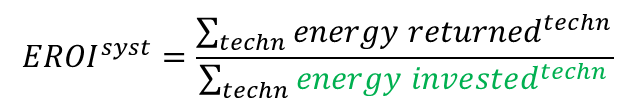 EROI^syst = ∑_techn energy returned^techn / ∑_techn energy invested^techn